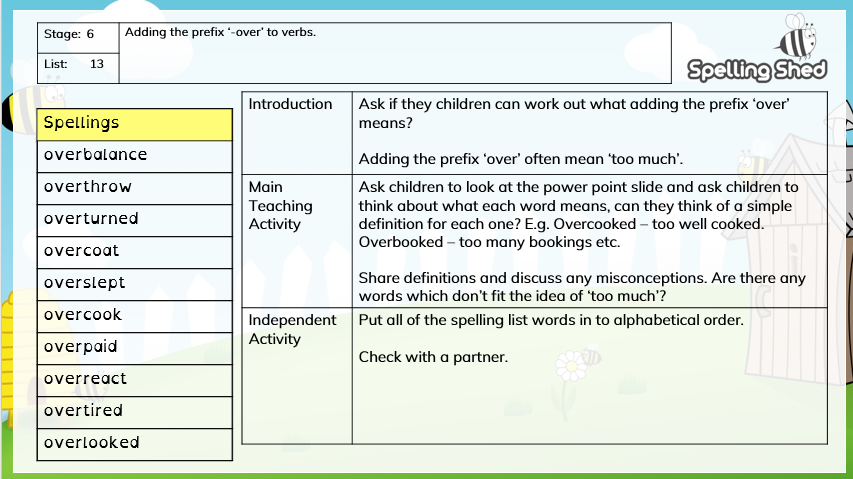 Stage: 6
Adding the prefix ‘-over’ to verbs.
List: 13
Spelling Shed
Spellings
overbalance
overthrow
overturned
overcoat
overslept
overcook
overpaid
overreact
overtired
overlooked
Introduction
Ask if they children can work out what adding the prefix ‘over’
means?
Adding the prefix ‘over’ often mean ‘too much’.
Main
Teaching
Activity
Ask children to look at the power point slide and ask children to
think about what each word means, can they think of a simple
definition for each one? E.g. Overcooked – too well cooked.
Overbooked – too many bookings etc.
Share definitions and discuss any misconceptions. Are there any
words which don’t fit the idea of ‘too much’?
Independent
Activity
Put all of the spelling list words in to alphabetical order.
Check with a partner.